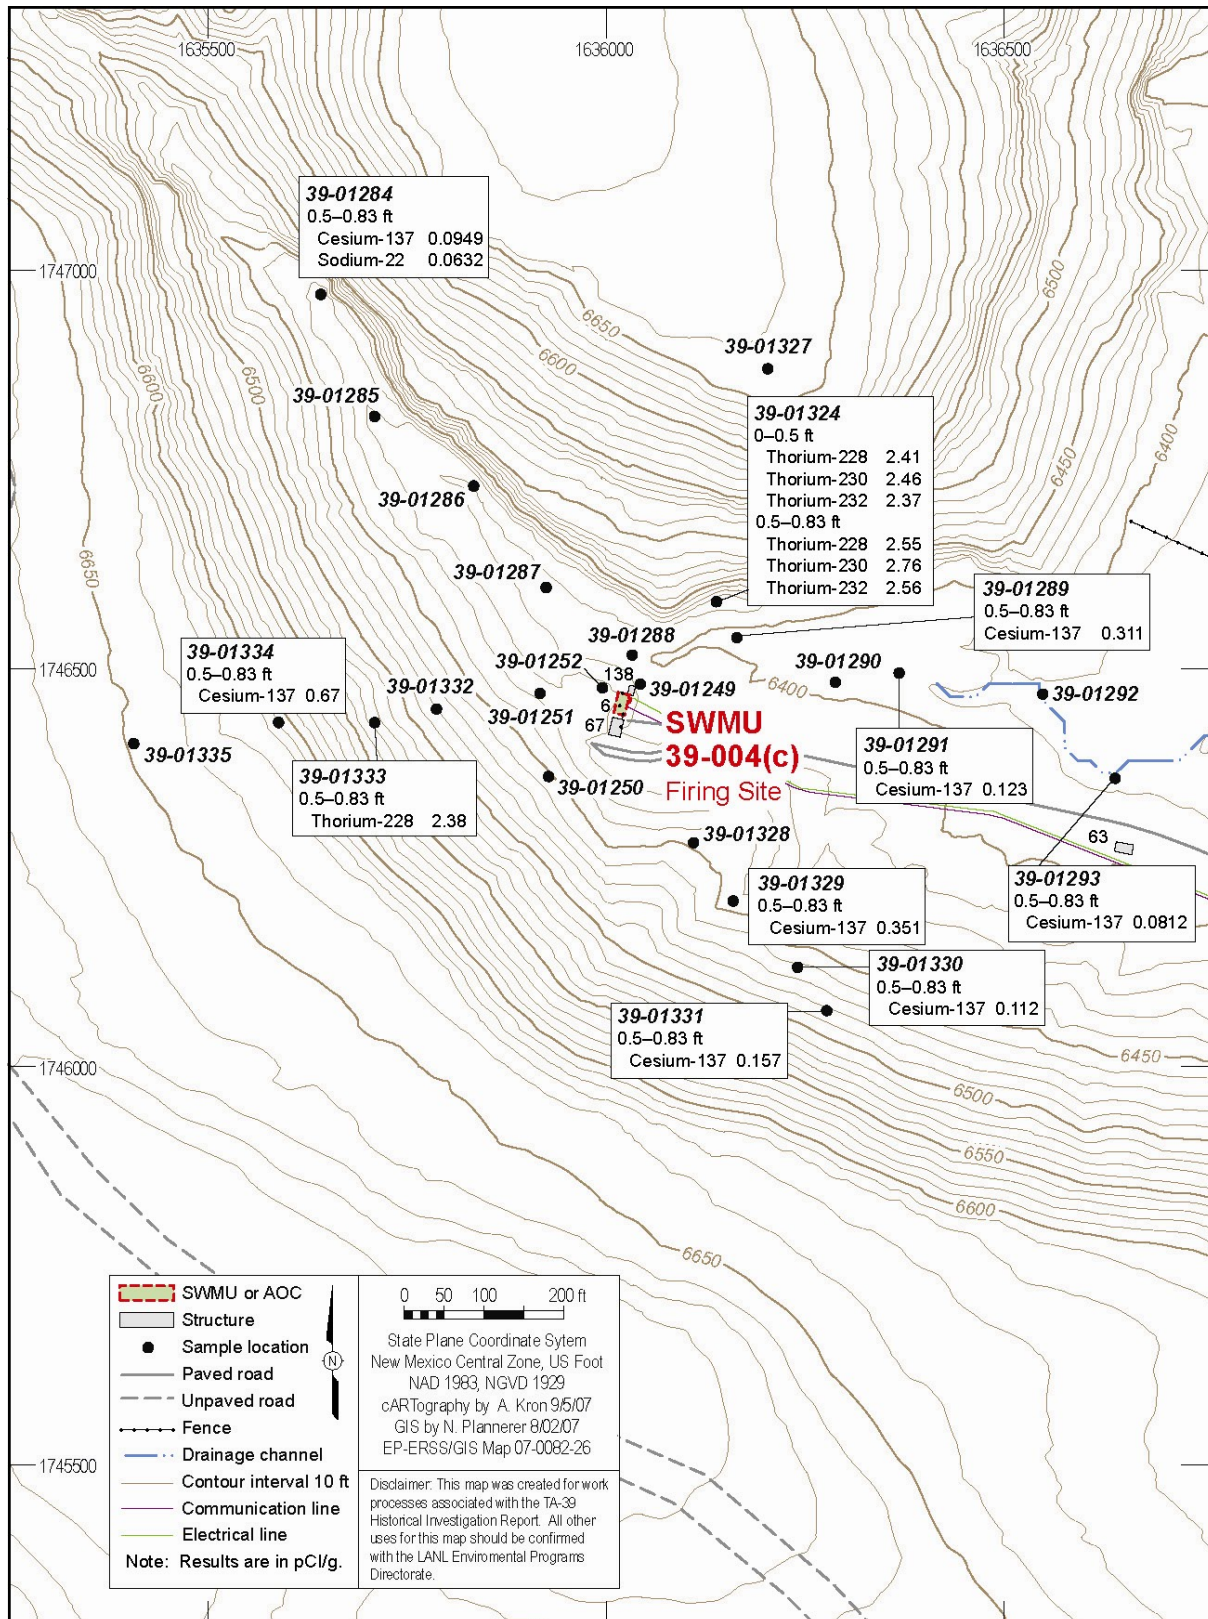 1635500
1636000
1636500
39-01284
0.5–0.83 ft
Cesium-137 0.0949
Sodium-22 0.0632
1747000
6650
6600
6500
39-01327
6600
6500
39-01285
39-01324
0–0.5 ft
Thorium-228 2.41
Thorium-230 2.46
Thorium-232 2.37
0.5–0.83 ft
Thorium-228 2.55
Thorium-230 2.76
Thorium-232 2.56
6400
6450
39-01286
39-01287
39-01289
0.5–0.83 ft
Cesium-137 0.311
6650
39-01288
39-01334
0.5–0.83 ft
Cesium-137 0.67
39-01252
39-01290
1746500
138
39-01332
39-01249
6400
39-01292
6
39-01251
67
SWMU
39-004(c)
Firing Site
39-01335
39-01291
0.5–0.83 ft
Cesium-137 0.123
39-01333
0.5–0.83 ft
Thorium-228 2.38
39-01250
39-01328
63
39-01329
0.5–0.83 ft
Cesium-137 0.351
39-01293
0.5–0.83 ft
Cesium-137 0.0812
39-01330
0.5–0.83 ft
Cesium-137 0.112
39-01331
0.5–0.83 ft
Cesium-137 0.157
6450
1746000
6500
6550
6600
6650
SWMU or AOC
Structure
Sample location
Paved road
Unpaved road
Fence
Drainage channel
Contour interval 10 ft
Communication line
Electrical line
Note: Results are in pCI/g.
N
0 50 100 200 ft
State Plane Coordinate Sytem
New Mexico Central Zone, US Foot
NAD 1983, NGVD 1929
cARTography by A. Kron 9/5/07
GIS by N. Plannerer 8/02/07
EP-ERSS/GIS Map 07-0082-26
1745500
Disclaimer: This map was created for work
processes associated with the TA-39
Historical Investigation Report. All other
uses for this map should be confirmed
with the LANL Enviromental Programs
Directorate.